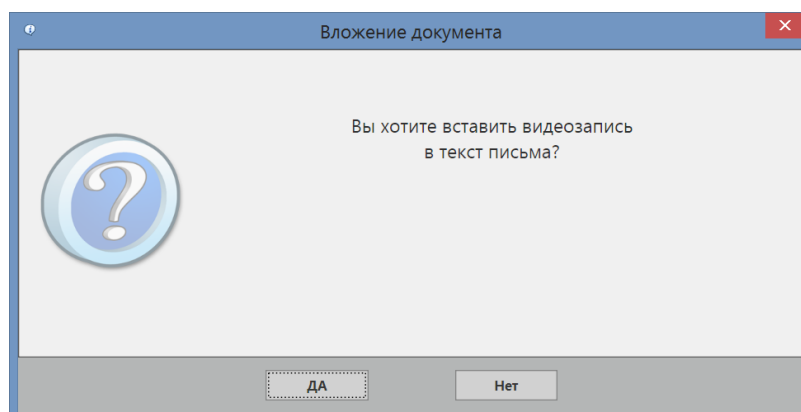 Вложение документа
Вы хотите вставить видеозапись
в текст письма?
ДА
Нет